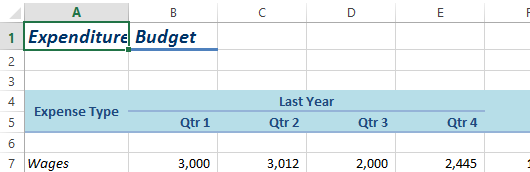 A B C D E
1 Expenditure Budget
2
3
4 Last Year
Expense Type
5 Qtr 1 Qtr 2 Qtr 3 Qtr 4
6
7 Wages 3,000 3,012 2,000 2,445